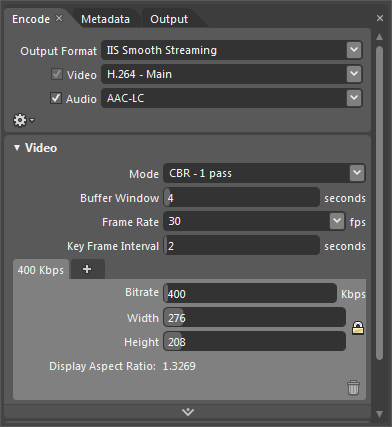 Encode × Metadata Output ×
Output Format IIS Smooth Streaming
Video H.264 - Main
Audio AAC-LC
Video
Mode CBR - 1 pass
Buffer Window 4 seconds
Frame Rate 30 fps
Key Frame Interval 2 seconds
400 Kbps +
Bitrate 400 Kbps
Width 276
Height 208
Display Aspect Ratio: 1.3269